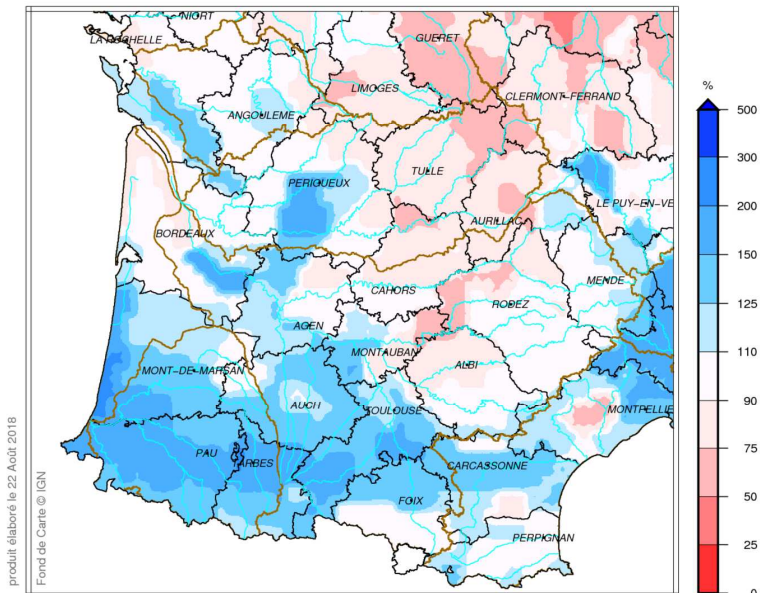 NIORT
LA ROCHELLE
GUERET
LIMOGES
CLERMONT-FERRAND
ANGOULEME
TULLE
PERIGUEUX
LE PUY-EN-VE
AURILLAC
BORDEAUX
MENDE
CAHORS
RODEZ
AGEN
MONTAUBAN
ALBI
MONT-DE-MARSAN
AUCH
TOULOUSE
MONTPELLIE
PAU
TARBES
CARCASSONNE
FOIX
PERPIGNAN
%
500
300
200
150
125
110
90
75
50
25
0
produit élaboré le 22 Août 2018
Fond de Carte © IGN